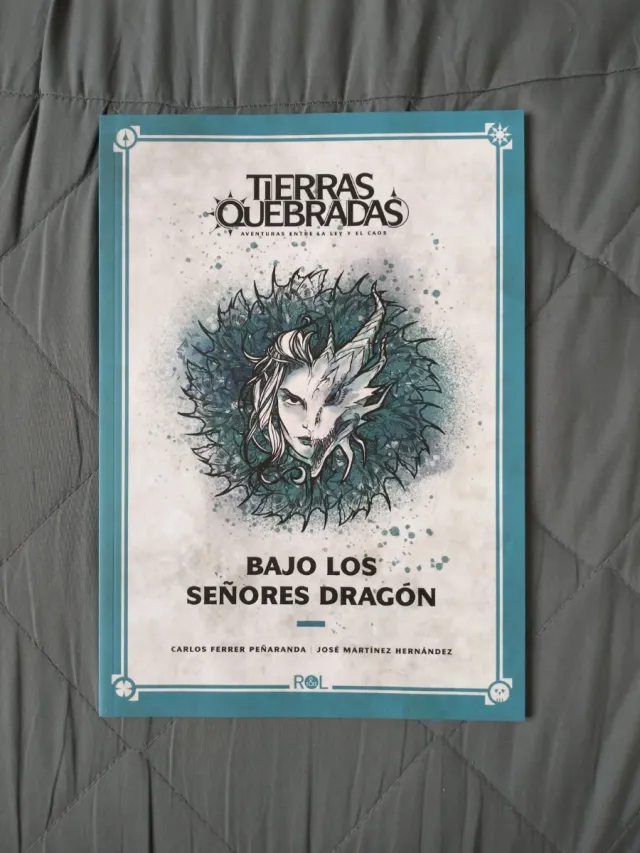 TIERRAS
QUEBRADAS
AVENTURAS ENTRE LA LEY Y EL CAOS
BAJO LOS
SEÑORES DRAGÓN
CARLOS FERRER PEÑARANDA | JOSÉ MARTÍNEZ HERNÁNDEZ
ROL